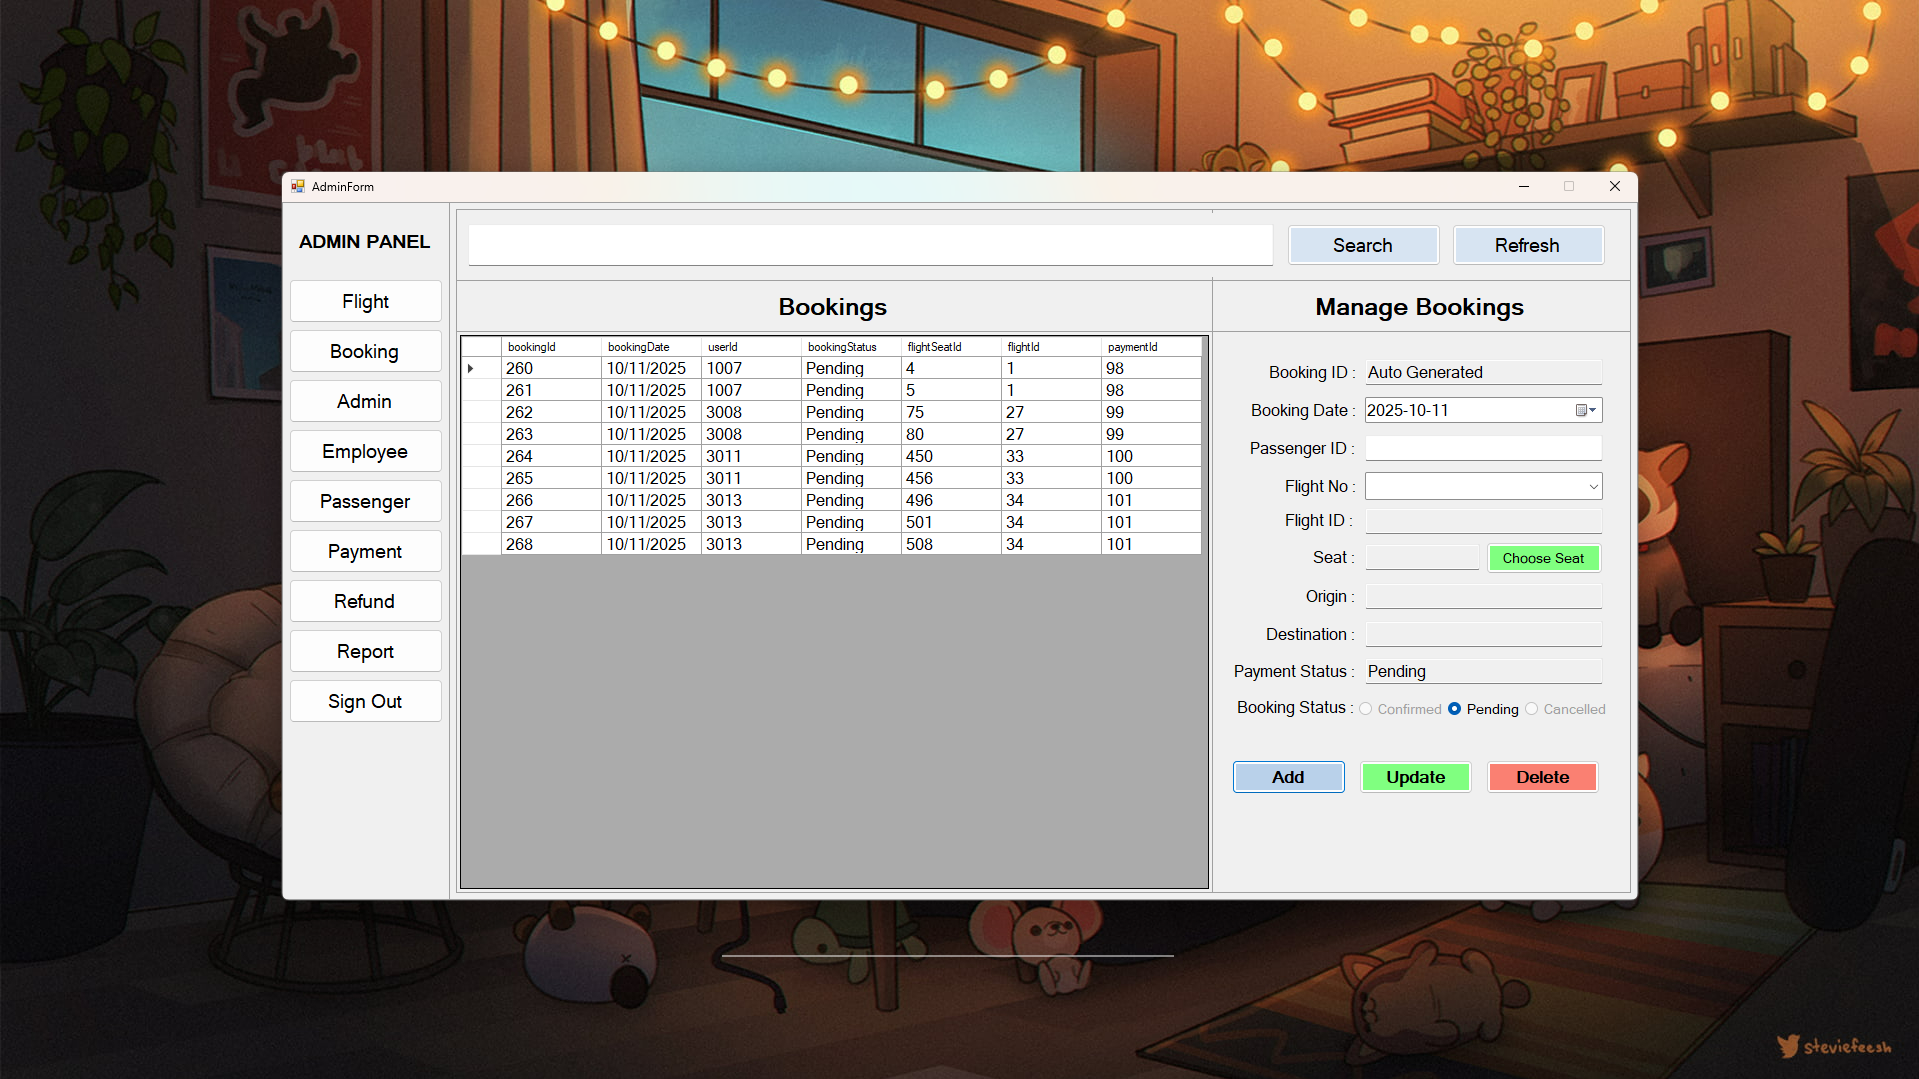 AdminForm
ADMIN PANEL
Flight
Booking
Admin
Employee
Passenger
Payment
Refund
Report
Sign Out
Search
Refresh
Bookings
bookingId bookingDate userId bookingStatus flightSeatId flightId paymentId
260 10/11/2025 1007 Pending 4 1 98
261 10/11/2025 1007 Pending 5 1 98
262 10/11/2025 3008 Pending 75 27 99
263 10/11/2025 3008 Pending 80 27 99
264 10/11/2025 3011 Pending 450 33 100
265 10/11/2025 3011 Pending 456 33 100
266 10/11/2025 3013 Pending 496 34 101
267 10/11/2025 3013 Pending 501 34 101
268 10/11/2025 3013 Pending 508 34 101
Manage Bookings
Booking ID : Auto Generated
Booking Date : 2025-10-11
Passenger ID :
Flight No :
Flight ID :
Seat : Choose Seat
Origin :
Destination :
Payment Status : Pending
Booking Status : Confirmed Pending Cancelled
Add Update Delete
steviefeesh